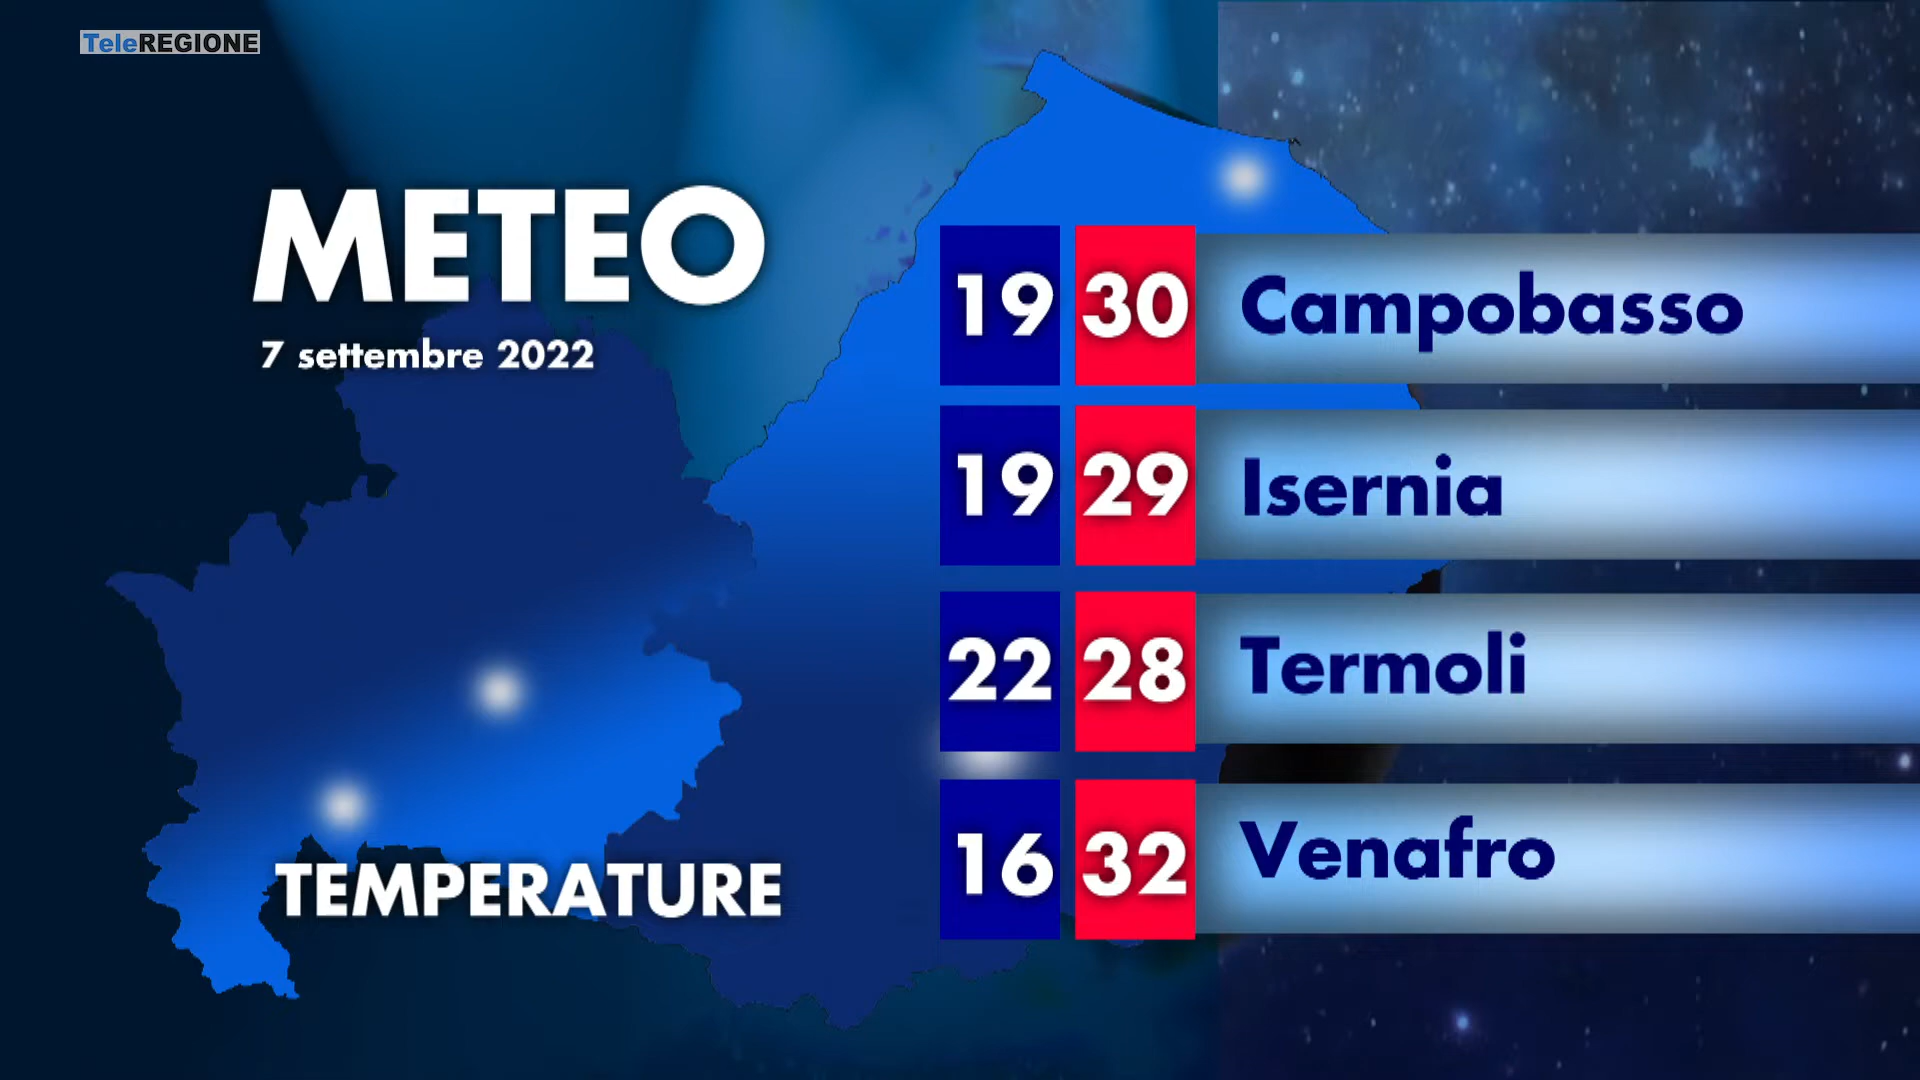 TeleREGIONE
METEO
7 settembre 2022
19 30 Campobasso
19 29 Isernia
22 28 Termoli
16 32 Venafro
TEMPERATURE